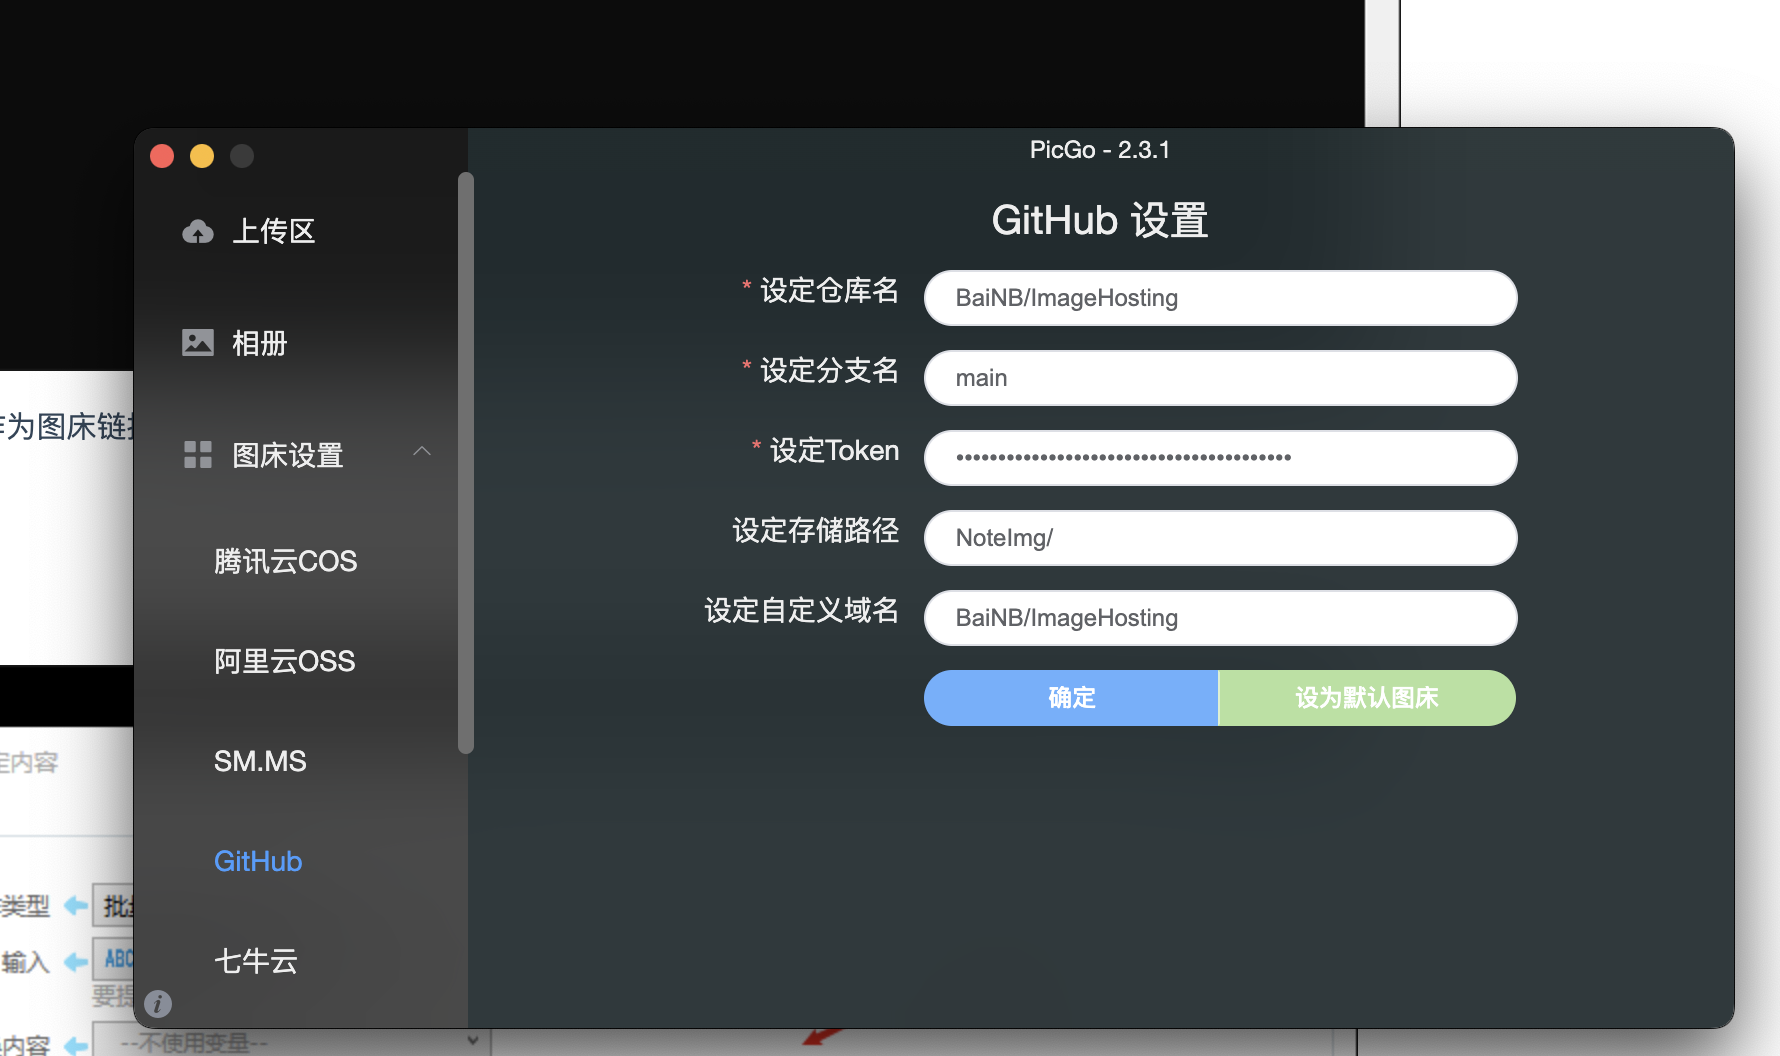 PicGo - 2.3.1
上传区
相册
图床设置
腾讯云COS
阿里云OSS
SM.MS
GitHub
七牛云
GitHub 设置
* 设定仓库名
BaiNB/ImageHosting
* 设定分支名
main
* 设定Token
••••••••••••••••••••••••••••••••••••••••
设定存储路径
NoteImg/
设定自定义域名
BaiNB/ImageHosting
确定
设为默认图床
为图床链
内容
类型
批
输入
ABC
要提
内容
--不使用变量--